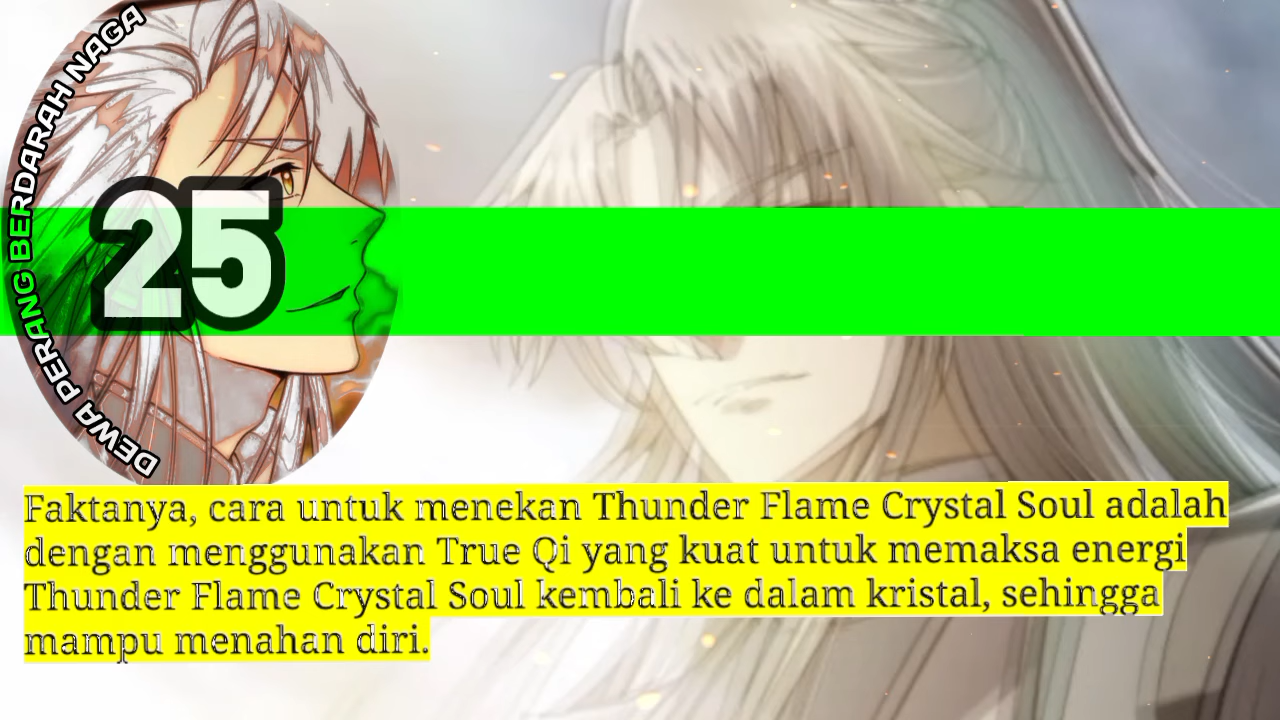 DEWA PERANG BERDARAH NAGA
25
Faktanya, cara untuk menekan Thunder Flame Crystal Soul adalah
dengan menggunakan True Qi yang kuat untuk memaksa energi
Thunder Flame Crystal Soul kembali ke dalam kristal, sehingga
mampu menahan diri.